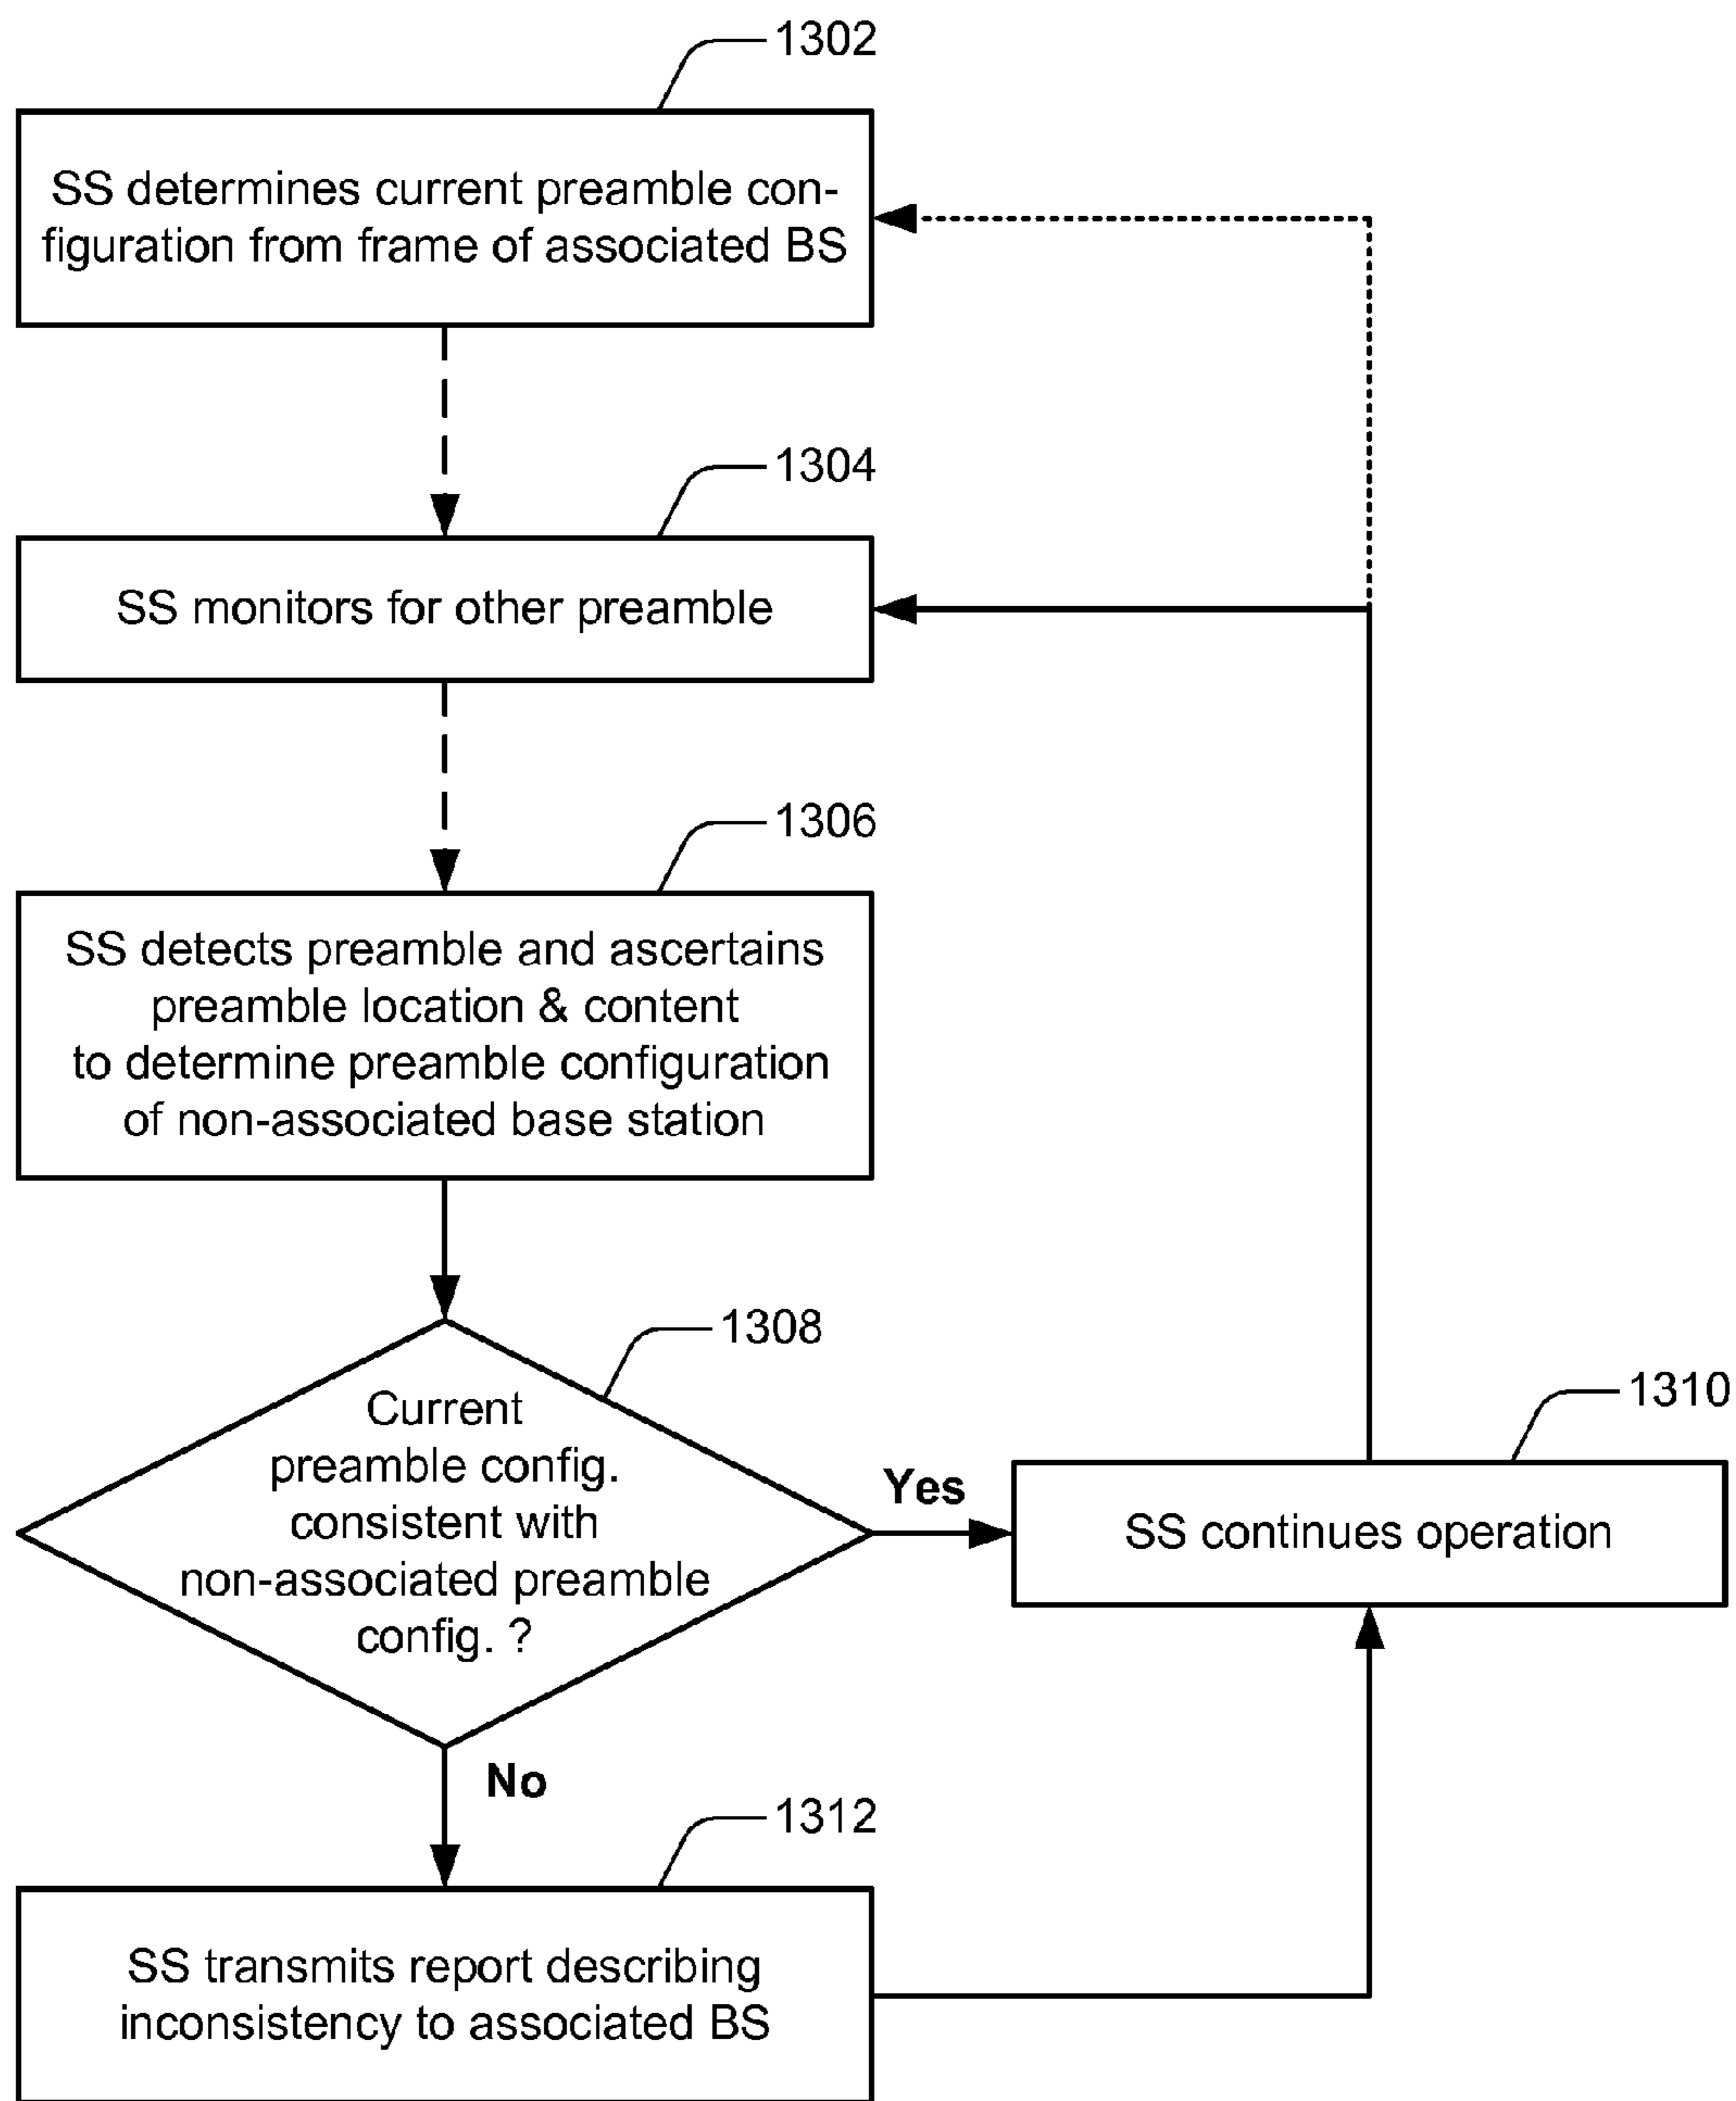 1302
SS determines current preamble con-
figuration from frame of associated BS
1304
SS monitors for other preamble
1306
SS detects preamble and ascertains
preamble location & content
to determine preamble configuration
of non-associated base station
1308
Current
preamble config.
consistent with
non-associated preamble
config. ?
Yes
1310
SS continues operation
No
1312
SS transmits report describing
inconsistency to associated BS